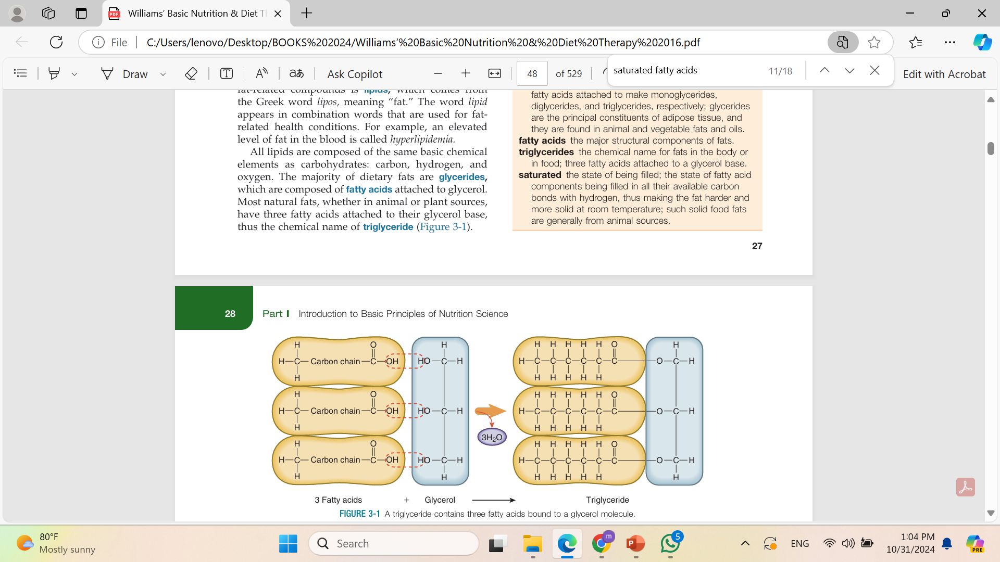 Williams’ Basic Nutrition & Diet T
File
C:/Users/lenovo/Desktop/BOOKS%202024/Williams’%20Basic%20Nutrition%20&%20Diet%20Therapy%202016.pdf
Draw
Ask Copilot
48 of 529
saturated fatty acids
11/18
Edit with Acrobat
fat-related compounds is lipids, which comes from
the Greek word lipos, meaning “fat.” The word lipid
appears in combination words that are used for fat-
related health conditions. For example, an elevated
level of fat in the blood is called hyperlipidemia.
All lipids are composed of the same basic chemical
elements as carbohydrates: carbon, hydrogen, and
oxygen. The majority of dietary fats are glycerides,
which are composed of fatty acids attached to glycerol.
Most natural fats, whether in animal or plant sources,
have three fatty acids attached to their glycerol base,
thus the chemical name of triglyceride (Figure 3-1).
fatty acids attached to make monoglycerides,
diglycerides, and triglycerides, respectively; glycerides
are the principal constituents of adipose tissue, and
they are found in animal and vegetable fats and oils.
fatty acids the major structural components of fats.
triglycerides the chemical name for fats in the body or
in food; three fatty acids attached to a glycerol base.
saturated the state of being filled; the state of fatty acid
components being filled in all their available carbon
bonds with hydrogen, thus making the fat harder and
more solid at room temperature; such solid food fats
are generally from animal sources.
27
28 Part I Introduction to Basic Principles of Nutrition Science
H O H H H H H H O H
H–C–Carbon chain–C–OH HO–C–H H–C–C–C–C–C–C–O–C–H
H H H H H H
H O H H H H H O
H–C–Carbon chain–C–OH HO–C–H H–C–C–C–C–C–C–O–C–H
H H H H H H
3H₂O
H O H H H H H O
H–C–Carbon chain–C–OH HO–C–H H–C–C–C–C–C–C–O–C–H
H H H H H H H H
3 Fatty acids + Glycerol Triglyceride
FIGURE 3-1 A triglyceride contains three fatty acids bound to a glycerol molecule.
80°F
Mostly sunny
Search
m
P
5
ENG
1:04 PM
10/31/2024
PRE